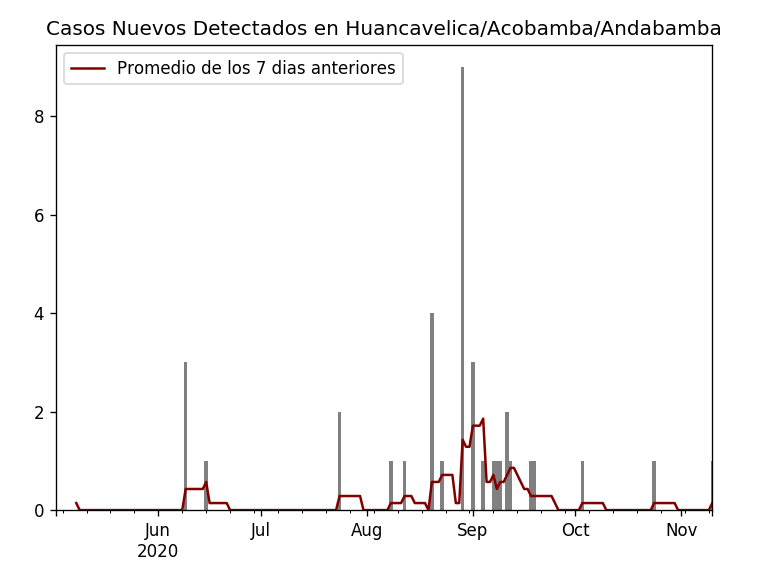 Casos Nuevos Detectados en Huancavelica/Acobamba/Andabamba
Promedio de los 7 dias anteriores
8
6
4
2
0
Jun Jul Aug Sep Oct Nov
2020